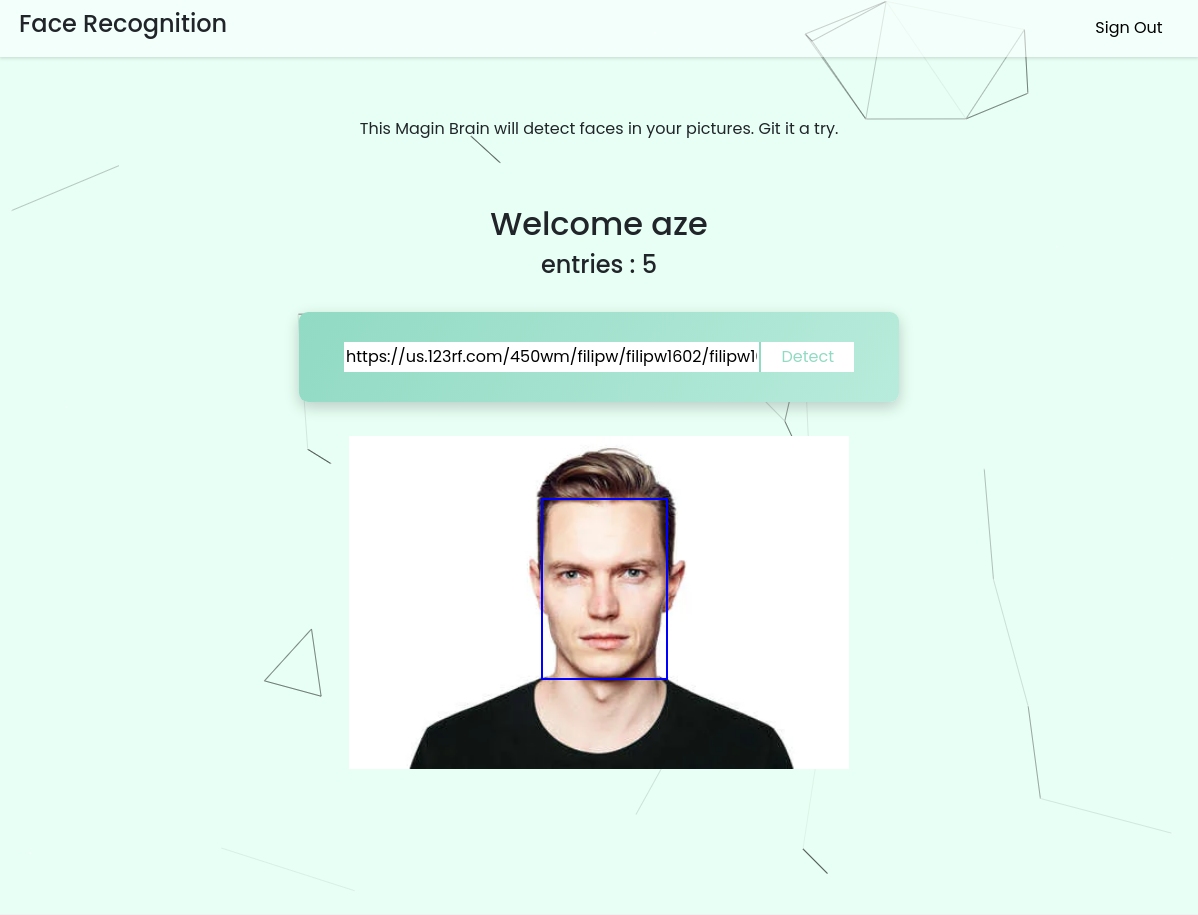 Face Recognition
Sign Out
This Magin Brain will detect faces in your pictures. Git it a try.
Welcome aze
entries : 5
https://us.123rf.com/450wm/filipw/filipw1602/filipw1
Detect